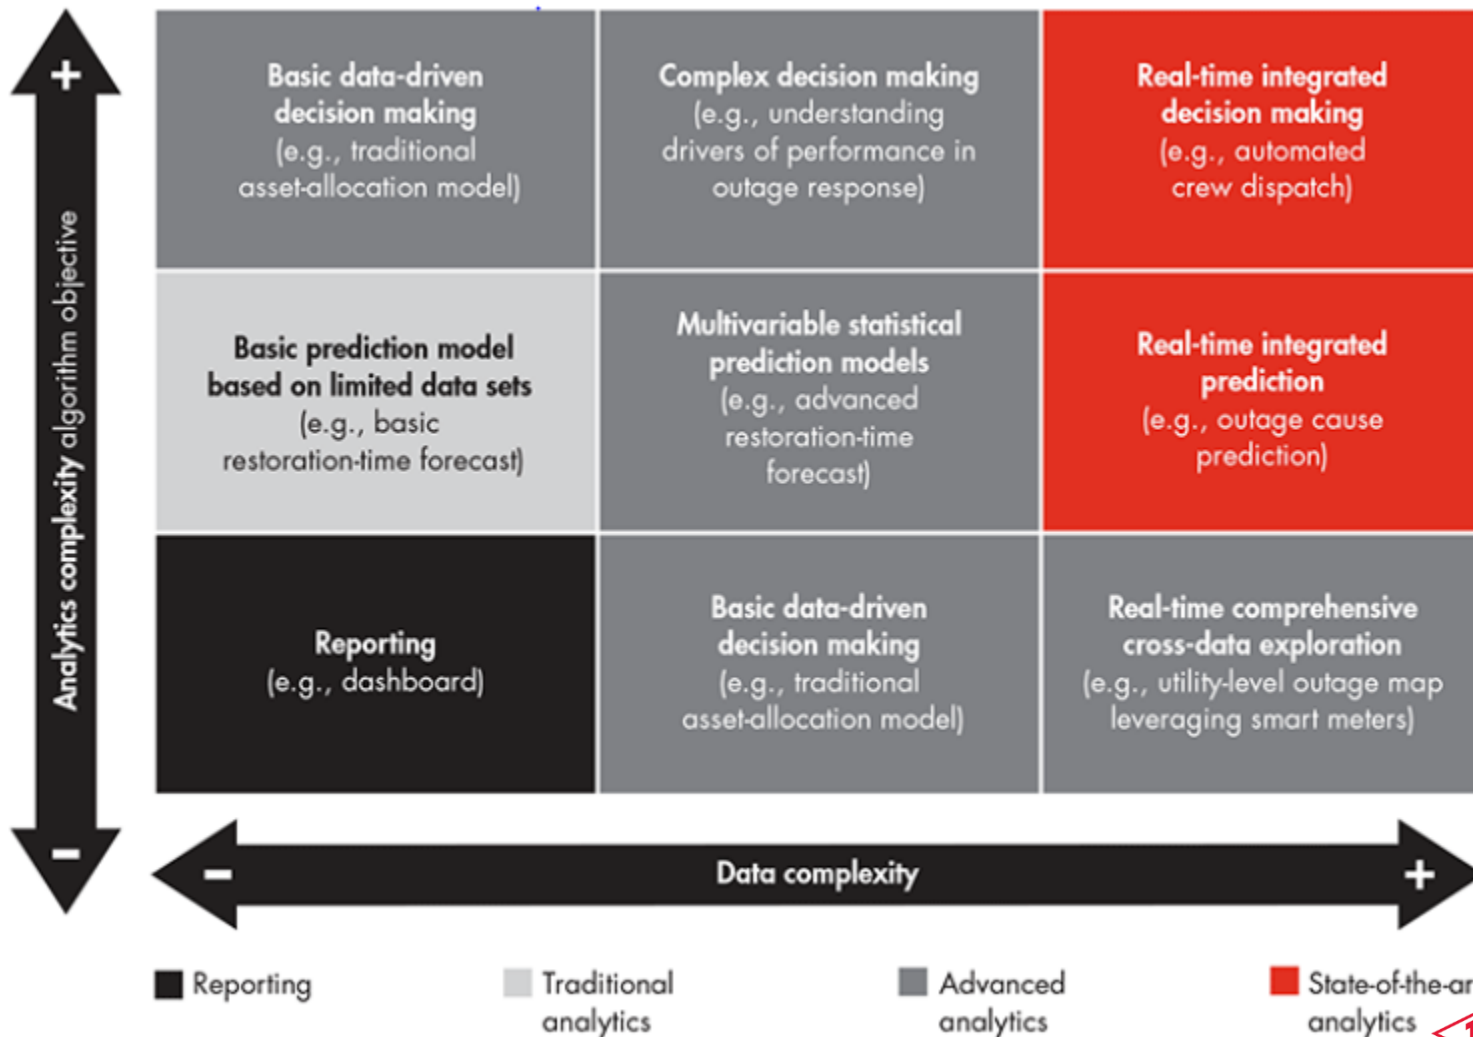 +
Analytics complexity algorithm objective
−
Basic data-driven
decision making
(e.g., traditional
asset-allocation model)
Complex decision making
(e.g., understanding
drivers of performance in
outage response)
Real-time integrated
decision making
(e.g., automated
crew dispatch)
Basic prediction model
based on limited data sets
(e.g., basic
restoration-time forecast)
Multivariable statistical
prediction models
(e.g., advanced
restoration-time
forecast)
Real-time integrated
prediction
(e.g., outage cause
prediction)
Reporting
(e.g., dashboard)
Basic data-driven
decision making
(e.g., traditional
asset-allocation model)
Real-time comprehensive
cross-data exploration
(e.g., utility-level outage map
leveraging smart meters)
− Data complexity +
Reporting
Traditional
analytics
Advanced
analytics
State-of-the-ar
analytics